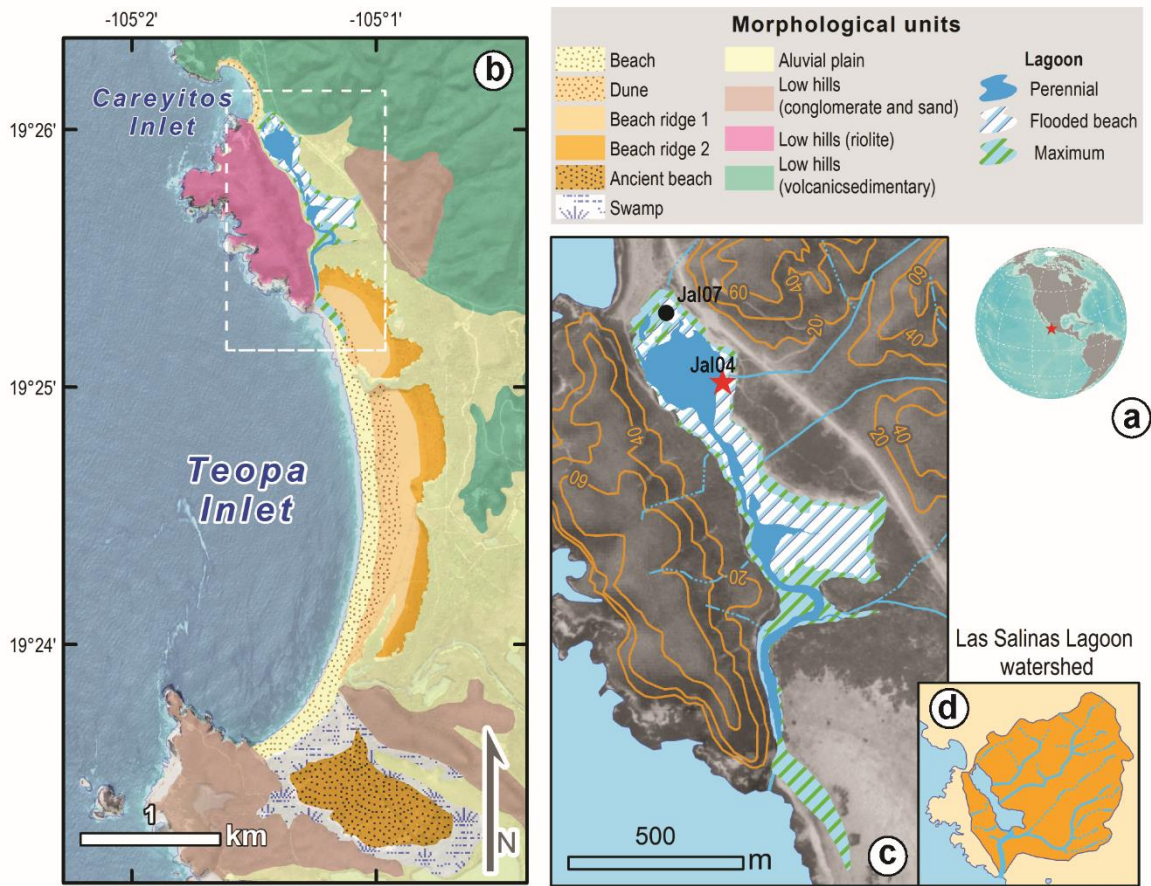 -105°2'
-105°1'
b
Careyitos
Inlet
19°26'
19°25'
Teopa
Inlet
19°24'
1
km
N
Morphological units
Beach
Dune
Beach ridge 1
Beach ridge 2
Ancient beach
Swamp
Aluvial plain
Low hills
(conglomerate and sand)
Low hills (riolite)
Low hills
(volcanicsedimentary)
Lagoon
Perennial
Flooded beach
Maximum
Jal07
60
40
20
60
40
Jal04
20
40
40
60
20
500
m
c
a
Las Salinas Lagoon
watershed
d